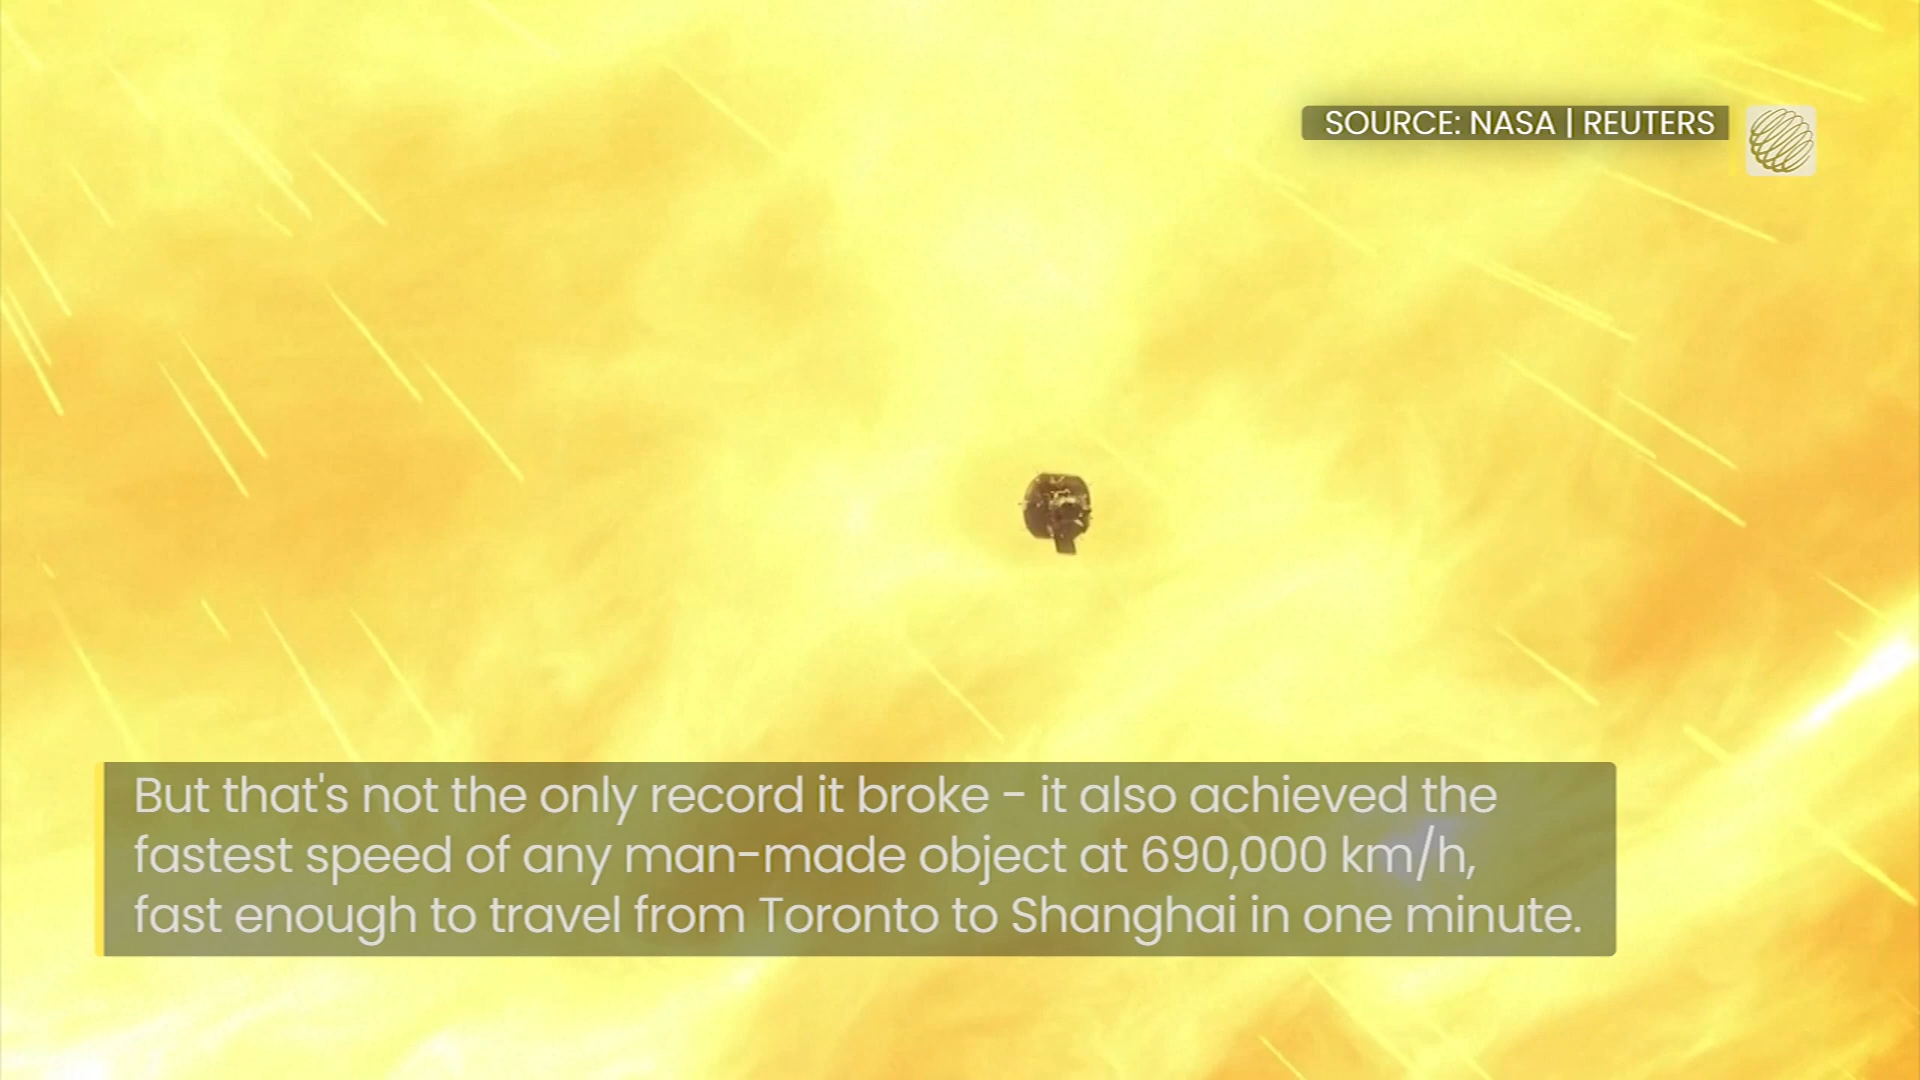 SOURCE: NASA | REUTERS
But that's not the only record it broke - it also achieved the
fastest speed of any man-made object at 690,000 km/h,
fast enough to travel from Toronto to Shanghai in one minute.